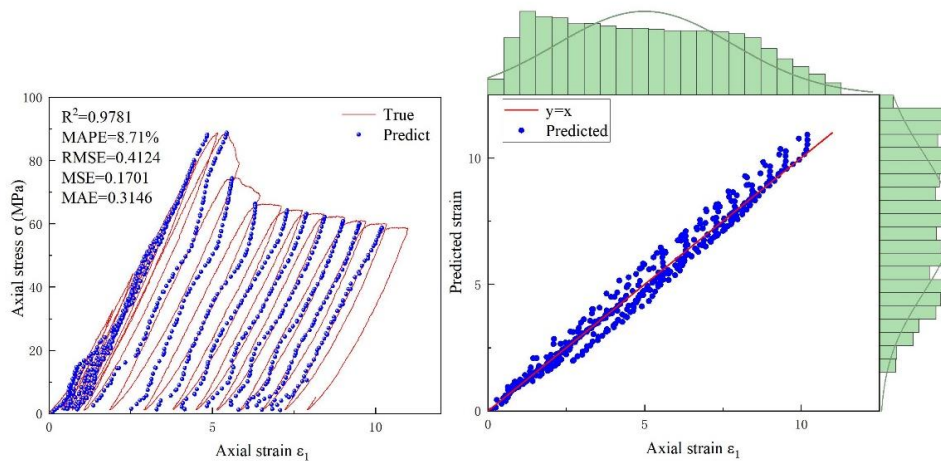 R²=0.9781
MAPE=8.71%
RMSE=0.4124
MSE=0.1701
MAE=0.3146
True
Predict
100
80
60
40
20
0
Axial stress σ (MPa)
0
5
10
Axial strain ε₁
y=x
Predicted
10
5
0
Predicted strain
0
5
10
Axial strain ε₁